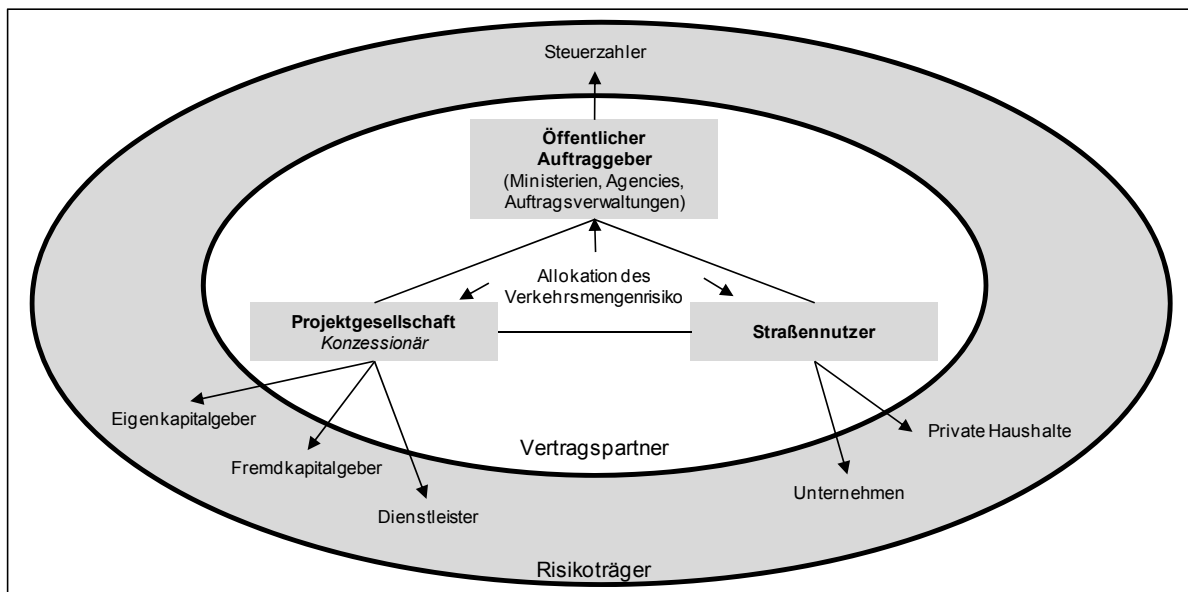 Steuerzahler
Öffentlicher
Auftraggeber
(Ministerien, Agencies,
Auftragsverwaltungen)
Allokation des
Verkehrsmengenrisiko
Projektgesellschaft
Konzessionär
Straßennutzer
Eigenkapitalgeber
Fremdkapitalgeber
Dienstleister
Vertragspartner
Private Haushalte
Unternehmen
Risikoträger